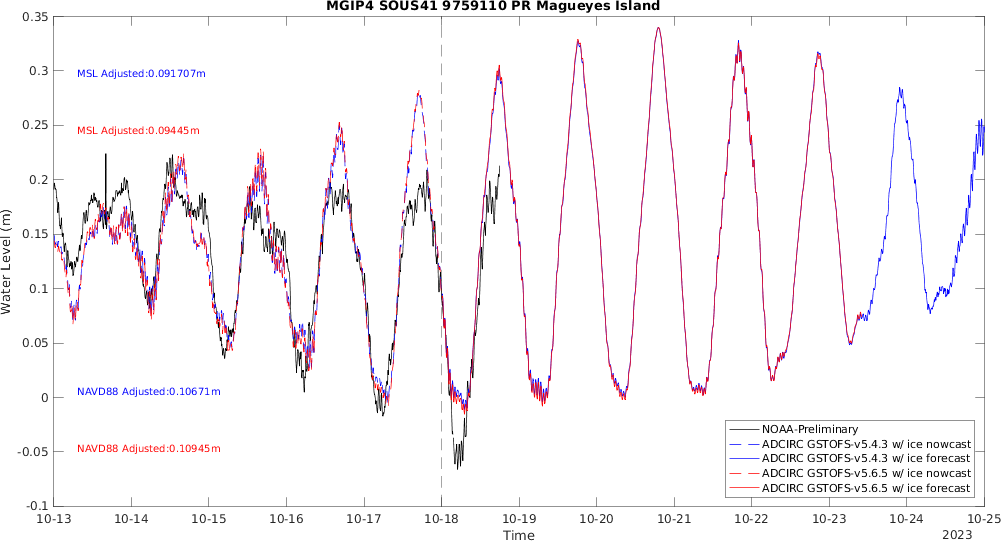 MGIP4 SOUS41 9759110 PR Magueyes Island
0.35
0.3
0.25
0.2
0.15
0.1
0.05
0
-0.05
-0.1
Water Level (m)
MSL Adjusted:0.091707m
MSL Adjusted:0.09445m
NAVD88 Adjusted:0.10671m
NAVD88 Adjusted:0.10945m
NOAA-Preliminary
ADCIRC GSTOFS-v5.4.3 w/ ice nowcast
ADCIRC GSTOFS-v5.4.3 w/ ice forecast
ADCIRC GSTOFS-v5.6.5 w/ ice nowcast
ADCIRC GSTOFS-v5.6.5 w/ ice forecast
10-13 10-14 10-15 10-16 10-17 10-18 10-19 10-20 10-21 10-22 10-23 10-24 10-25
Time
2023